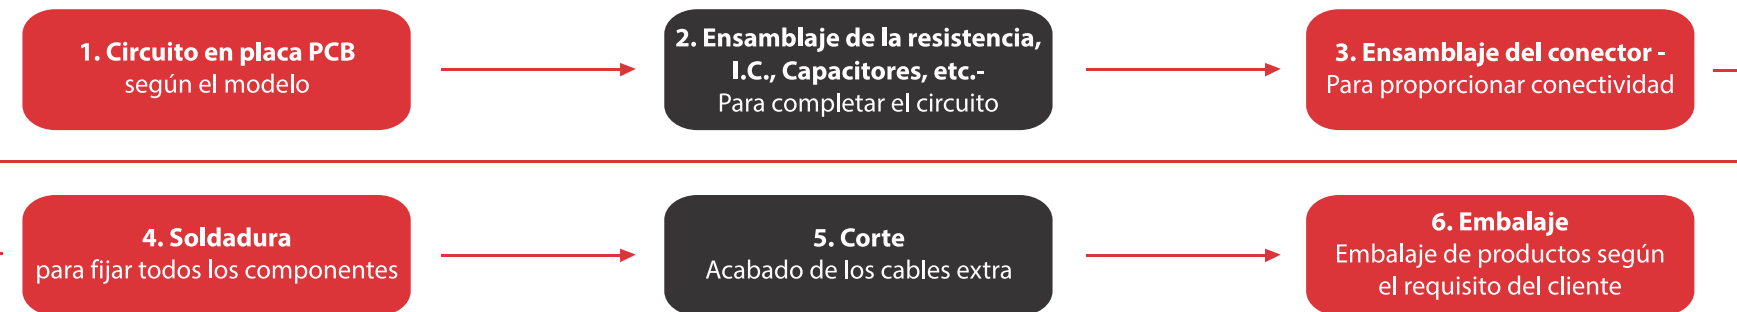 1. Circuito en placa PCB
según el modelo
2. Ensamblaje de la resistencia,
I.C., Capacitores, etc.-
Para completar el circuito
3. Ensamblaje del conector -
Para proporcionar conectividad
4. Soldadura
para fijar todos los componentes
5. Corte
Acabado de los cables extra
6. Embalaje
Embalaje de productos según
el requisito del cliente